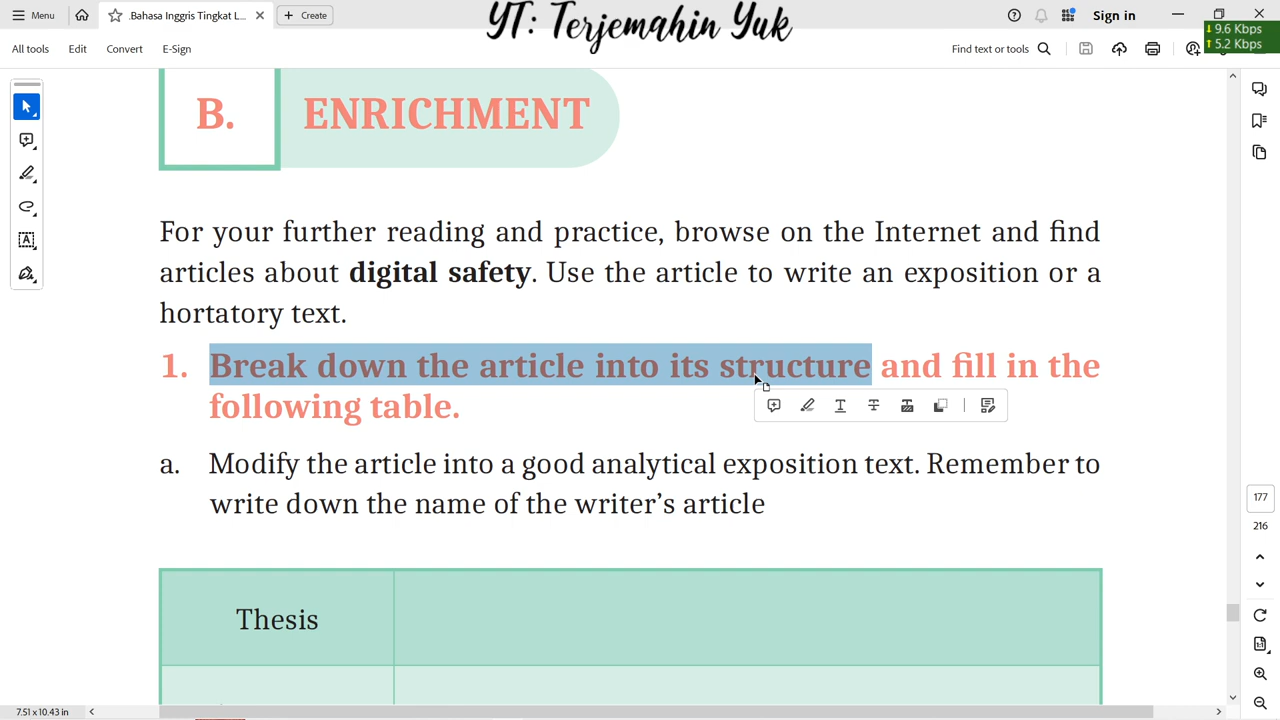 Menu
.Bahasa Inggris Tingkat L...
Create
YT: Terjemahin Yuk
Sign in
9.6 Kbps
5.2 Kbps
All tools
Edit
Convert
E-Sign
Find text or tools
B. ENRICHMENT
For your further reading and practice, browse on the Internet and find
articles about digital safety. Use the article to write an exposition or a
hortatory text.
1. Break down the article into its structure and fill in the
following table.
a. Modify the article into a good analytical exposition text. Remember to
write down the name of the writer’s article
Thesis
177
216
7.51 x 10.43 in